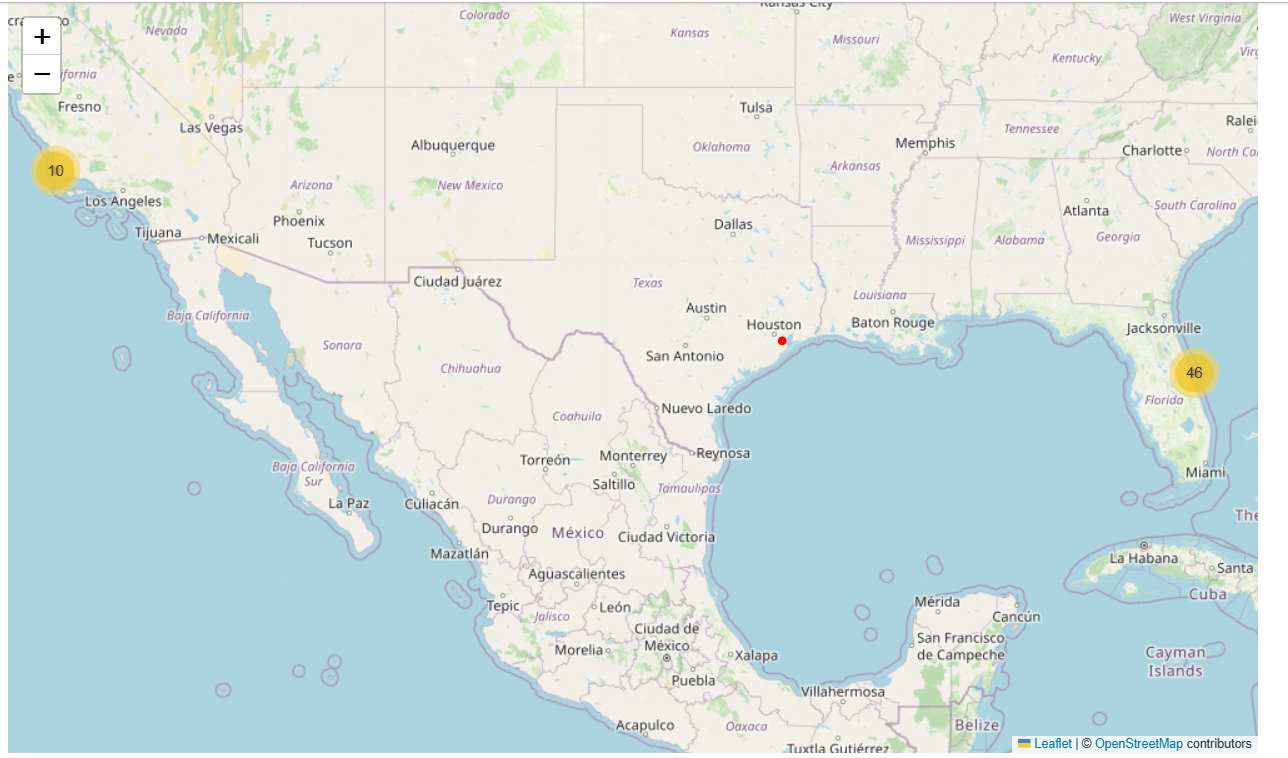 Kansas City
West Virginia
Colorado
Nevada
Kansas
Missouri
Kentucky
+
−
Fresno
Las Vegas
Tulsa
Albuquerque
Oklahoma
Memphis
Tennessee
Charlotte
Arkansas
10
Arizona
New Mexico
Los Angeles
Phoenix
Dallas
Atlanta
South Carolina
Tijuana
Mexicali
Tucson
Mississippi
Alabama
Georgia
Ciudad Juárez
Texas
Louisiana
Baja California
Austin
Houston
Baton Rouge
Jacksonville
Sonora
San Antonio
Chihuahua
46
Coahuila
Nuevo Laredo
Florida
Torreón
Monterrey
Reynosa
Baja California
Sur
Saltillo
Tamaulipas
Miami
La Paz
Culiacán
Durango
Durango
México
Ciudad Victoria
The
Mazatlán
La Habana
Santa
Aguascalientes
Cuba
Tepic
León
Mérida
Jalisco
Cancún
Ciudad de
México
San Francisco
de Campeche
Morelia
Xalapa
Cayman
Islands
Puebla
Villahermosa
Acapulco
Oaxaca
Belize
Tuxtla Gutiérrez
Leaflet | © OpenStreetMap contributors